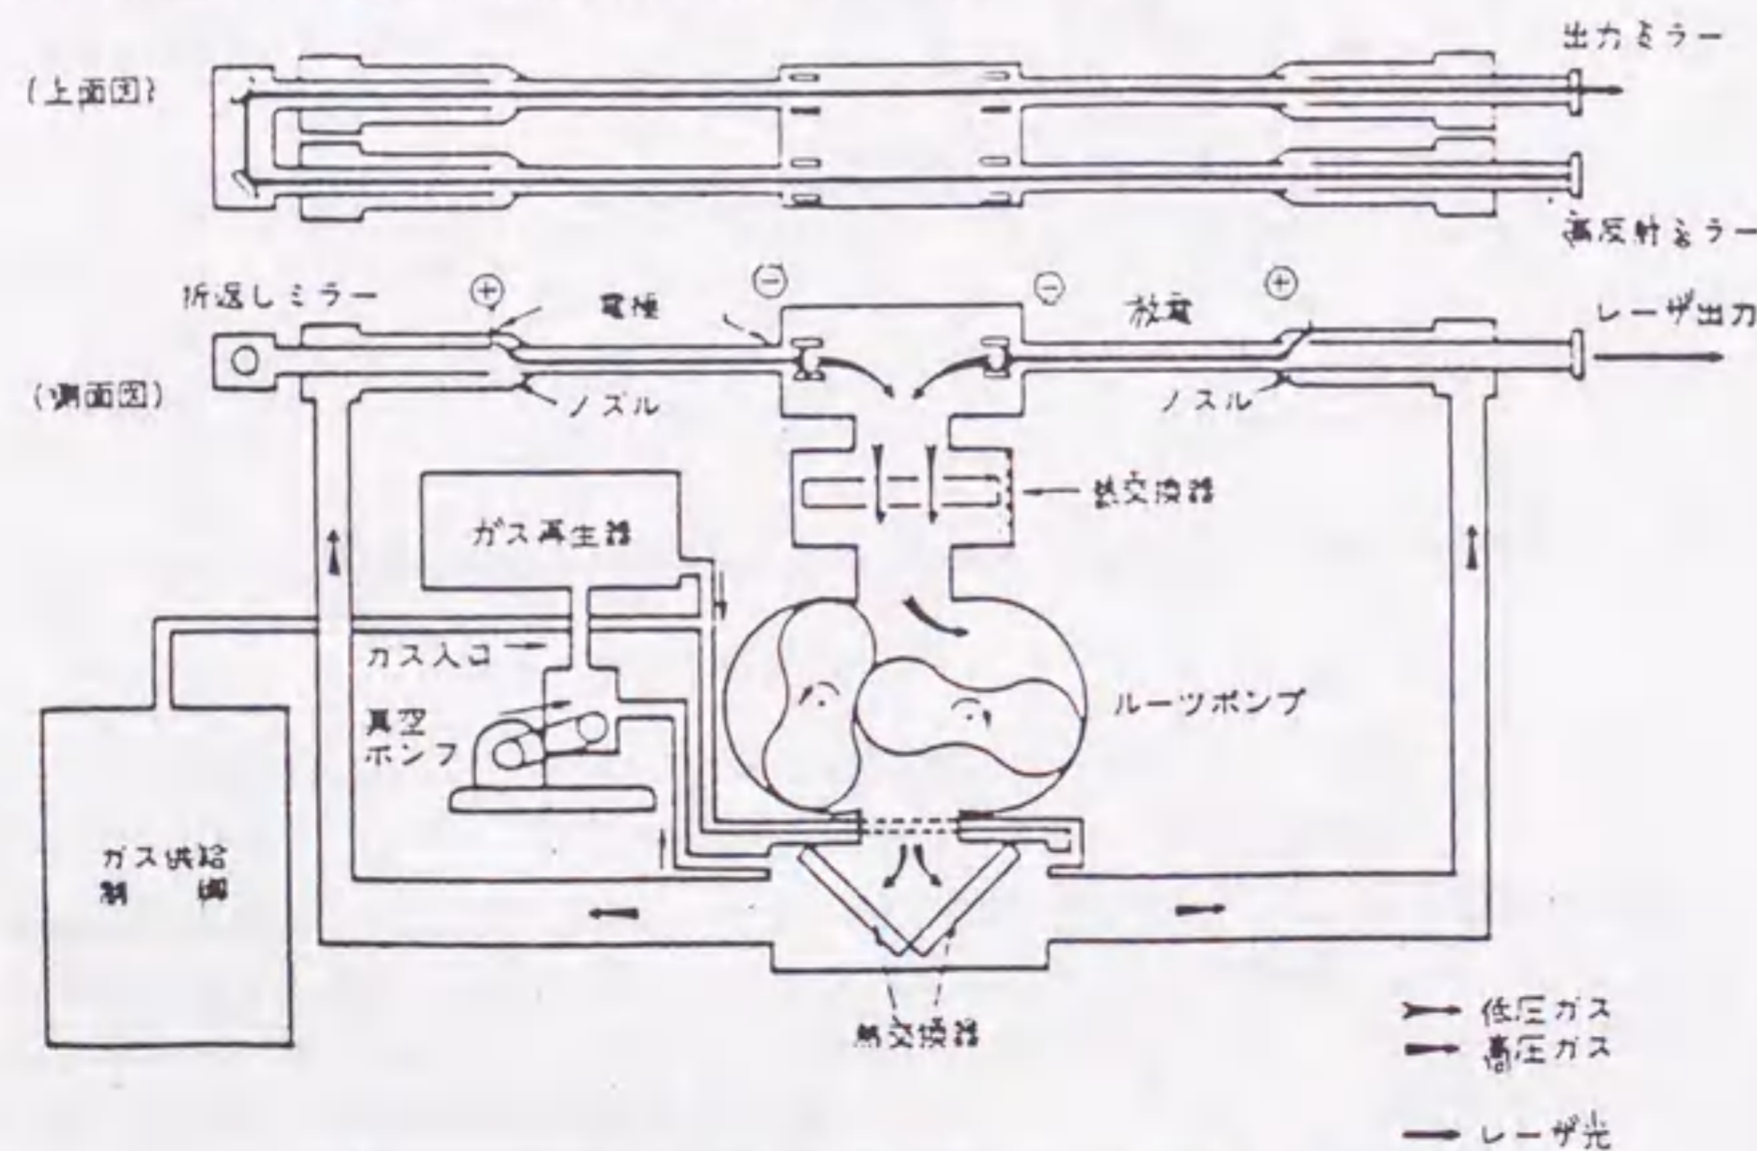 出力ミラー
(上面図)
高反射ミラー
折返しミラー
⊕
電極
⊖
⊖
放電
⊕
レーザ出力
(側面図)
ノズル
ノズル
熱交換器
ガス再生器
ガス入口
真空
ポンプ
ルーツポンプ
ガス供給
制御
熱交換器
低圧ガス
高圧ガス
レーザ光